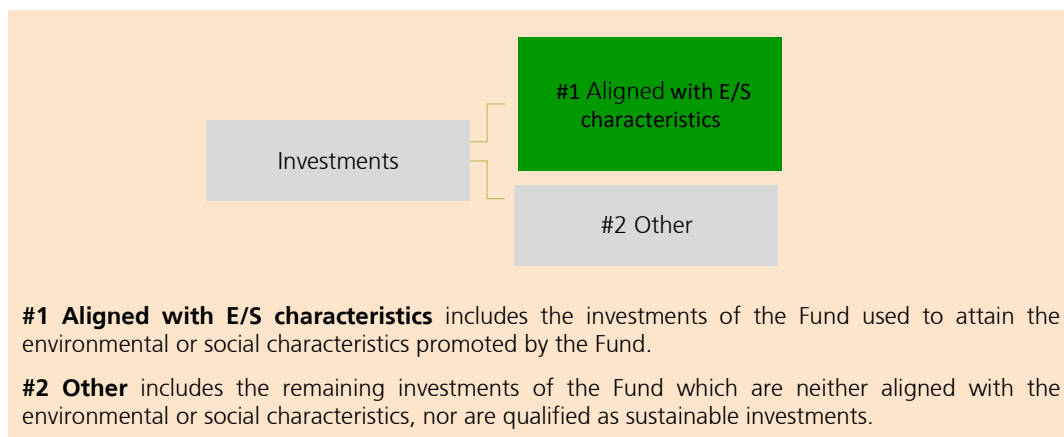 #1 Aligned with E/S
characteristics
Investments
#2 Other
#1 Aligned with E/S characteristics includes the investments of the Fund used to attain the
environmental or social characteristics promoted by the Fund.
#2 Other includes the remaining investments of the Fund which are neither aligned with the
environmental or social characteristics, nor are qualified as sustainable investments.